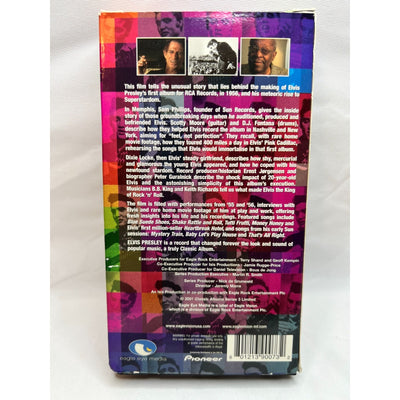 This film tells the unusual story that lies behind the making of Elvis
Presley's first album for RCA Records, in 1956, and his meteoric rise to
Superstardom.
In Memphis, Sam Phillips, founder of Sun Records, gives the inside
story of those groundbreaking days when he auditioned, produced and
befriended Elvis. Scotty Moore (guitar) and D.J. Fontana (drums),
describe how they helped Elvis record the album in Nashville and New
York, aiming for "feel, not perfection". They recall, with rare home
movie footage, how they toured 400 miles a day in Elvis' Pink Cadillac,
rehearsing the songs that Elvis would immortalise in that first album.
Dixie Locke, then Elvis' steady girlfriend, describes how shy, mercurial
and glamorous the young Elvis appeared, and how he coped with his
newfound stardom. Record producer/historian Ernst Jorgensen and
biographer Peter Guralnick describe the shock impact of 20-year-old
Elvis and the astonishing simplicity of this album's execution.
Musicians B.B. King and Keith Richards tell us what made Elvis the King
of Rock 'n' Roll.
The film is filled with performances from '55 and '56, interviews with
Elvis and rare home movie footage of him at play and work, offering
fresh insights into his life and his recordings. Featured songs include
Blue Suede Shoes, Shake Rattle and Roll, Tutti Frutti, Money Honey and
Elvis' first million-seller Heartbreak Hotel, and songs from his early Sun
sessions: Mystery Train, Baby Let's Play House and That's All Right.
ELVIS PRESLEY is a record that changed forever the look and sound of
popular music, a truly Classic Album.
Executive Producers for Eagle Rock Entertainment - Terry Shand and Geoff Kempin
Co-Executive Producer for Isis Productions - Jamie Rugge-Price
Co-Executive Producer for Daniel Television - Bous de Jong
Series Production Executive - Martin R. Smith
Series Producer - Nick de Grunwald
Director - Jeremy Marre
An Isis Production in co-production with Eagle Rock Entertainment Plc
© 2001 Classic Albums Series 2 Limited
Eagle Eye Media is a label of Eagle Vision
which is a division of Eagle Rock Entertainment Plc.
www.eaglevisionusa.com
www.eaglevision-ed.com
eagle eye media
Pioneer
8 01213 90073 2